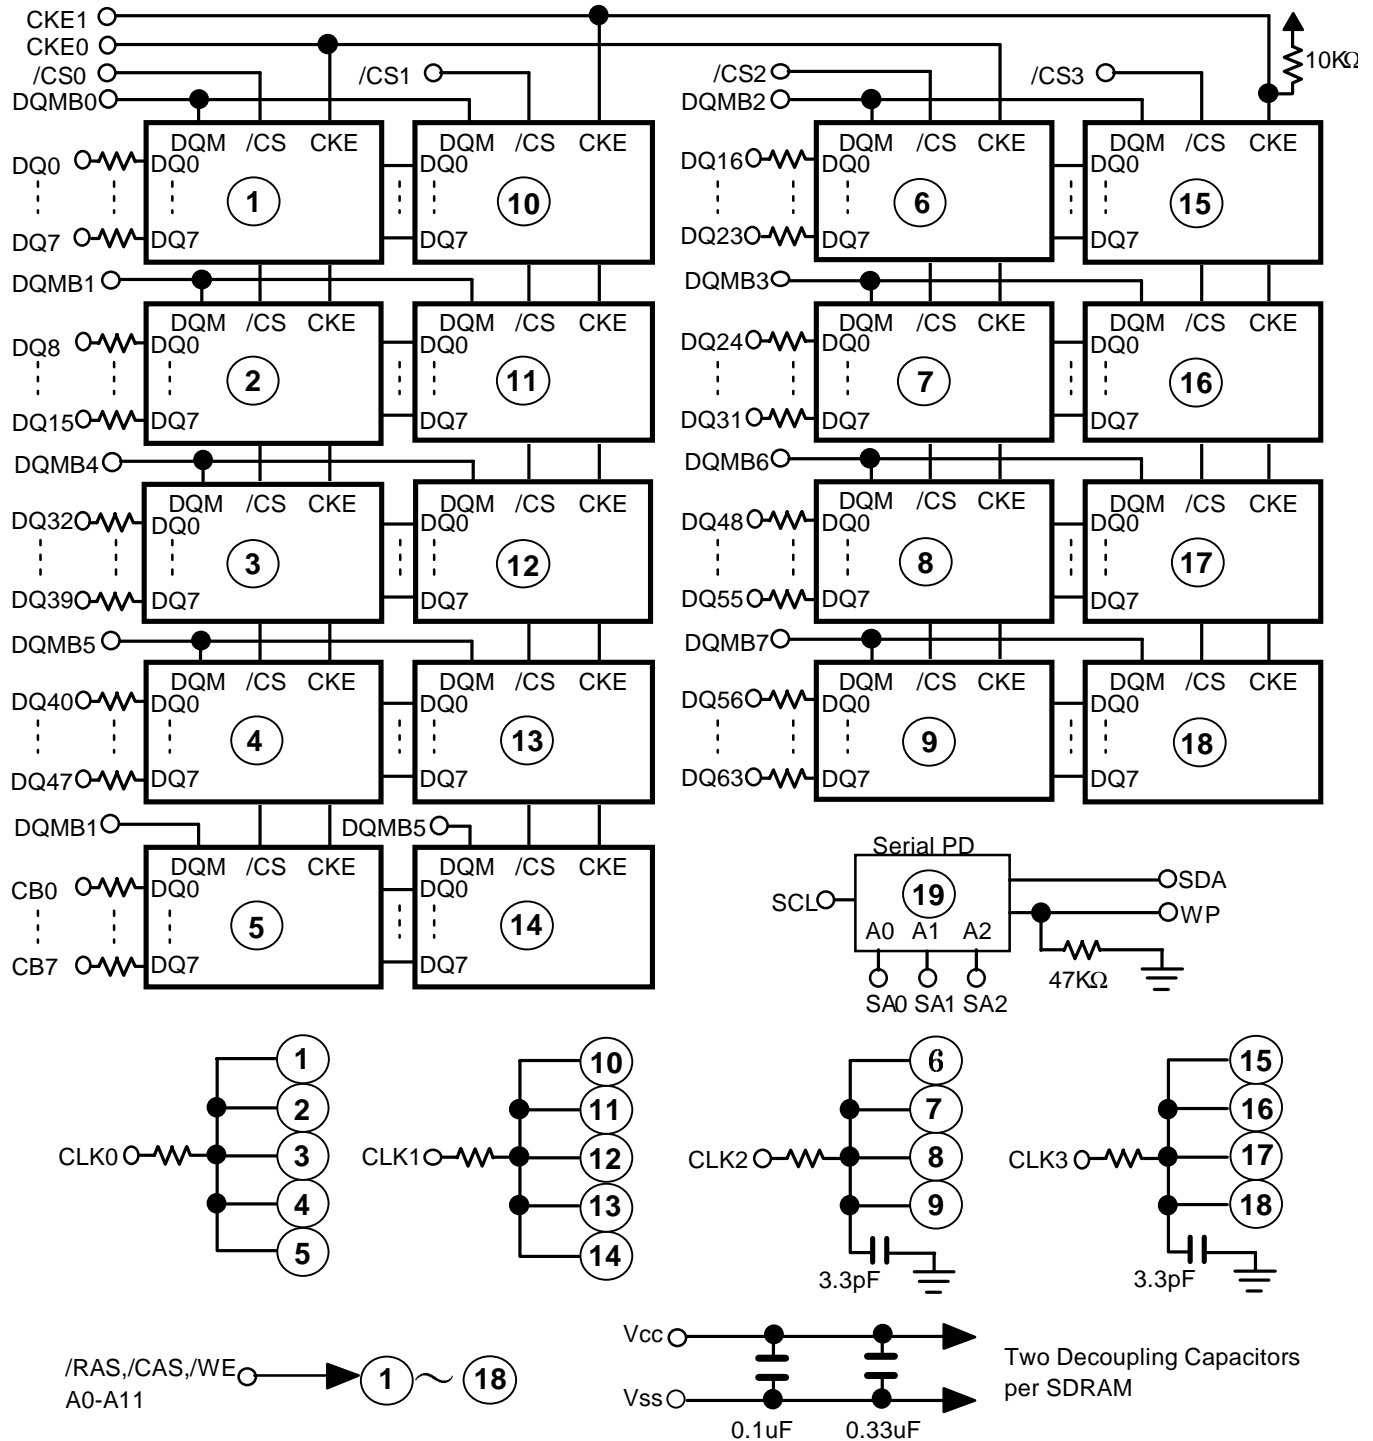 CKE1
CKE0
/CS0 /CS1 /CS2 /CS3 10KΩ
DQMB0 DQMB2
DQM /CS CKE DQM /CS CKE DQM /CS CKE DQM /CS CKE
DQ0 DQ0 DQ0 DQ16 DQ0 DQ0
1 10 6 15
DQ7 DQ7 DQ7 DQ23 DQ7 DQ7
DQMB1 DQMB3
DQM /CS CKE DQM /CS CKE DQM /CS CKE DQM /CS CKE
DQ8 DQ0 DQ0 DQ24 DQ0 DQ0
2 11 7 16
DQ15 DQ7 DQ7 DQ31 DQ7 DQ7
DQMB4 DQMB6
DQM /CS CKE DQM /CS CKE DQM /CS CKE DQM /CS CKE
DQ32 DQ0 DQ0 DQ48 DQ0 DQ0
3 12 8 17
DQ39 DQ7 DQ7 DQ55 DQ7 DQ7
DQMB5 DQMB7
DQM /CS CKE DQM /CS CKE DQM /CS CKE DQM /CS CKE
DQ40 DQ0 DQ0 DQ56 DQ0 DQ0
4 13 9 18
DQ47 DQ7 DQ7 DQ63 DQ7 DQ7
DQMB1 DQMB5
DQM /CS CKE DQM /CS CKE
CB0 DQ0 DQ0
5 14
CB7 DQ7 DQ7
Serial PD
SCL 19 SDA
WP
A0 A1 A2
47KΩ
SA0 SA1 SA2
1 10 6 15
2 11 7 16
CLK0 3 CLK1 12 CLK2 8 CLK3 17
4 13 9 18
5 14
3.3pF 3.3pF
/RAS,/CAS,/WE
A0-A11
1 ~ 18
Vcc
Vss
0.1uF 0.33uF
Two Decoupling Capacitors
per SDRAM